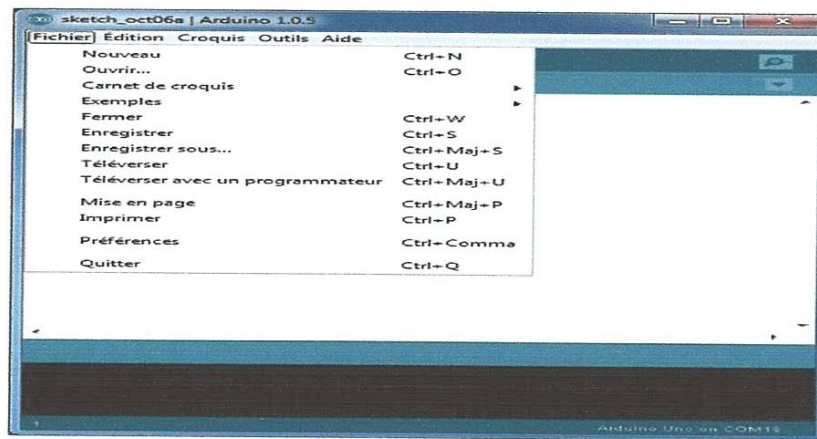 sketch_oct06a | Arduino 1.0.5
Fichier Édition Croquis Outils Aide
Nouveau Ctrl+N
Ouvrir... Ctrl+O
Carnet de croquis
Exemples
Fermer Ctrl+W
Enregistrer Ctrl+S
Enregistrer sous... Ctrl+Maj+S
Téléverser Ctrl+U
Téléverser avec un programmateur Ctrl+Maj+U
Mise en page Ctrl+Maj+P
Imprimer Ctrl+P
Préférences Ctrl+Comma
Quitter Ctrl+Q
1
Arduino Uno on